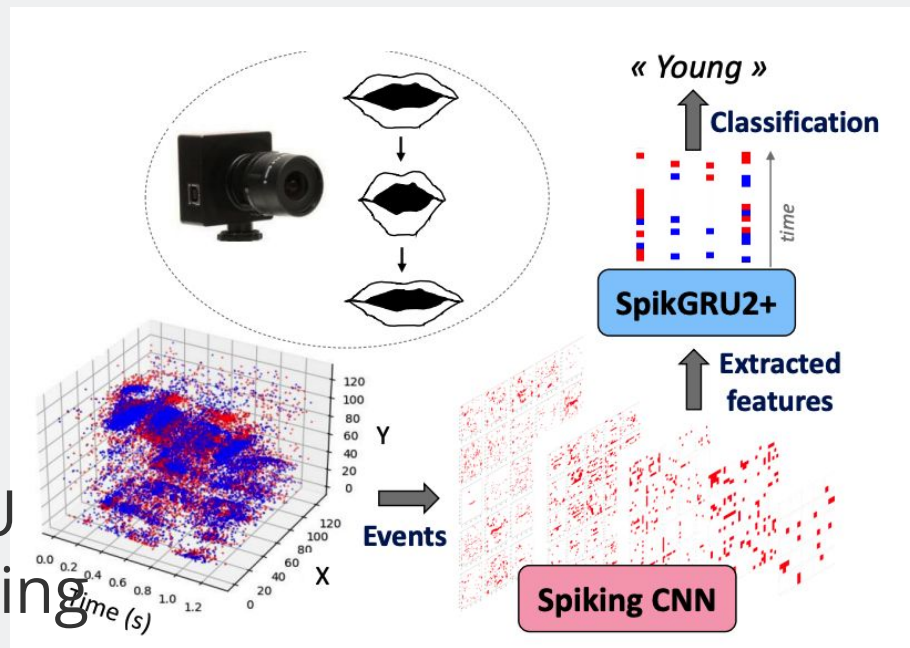 « Young »
Classification
time
SpikGRU2+
Extracted
features
120
100
80
60
40
20
0
Y
0.0 0.2 0.4 0.6 0.8 1.0 1.2
Time (s)
0 20 40 60 80 100 120
X
Events
Spiking CNN
U
ing